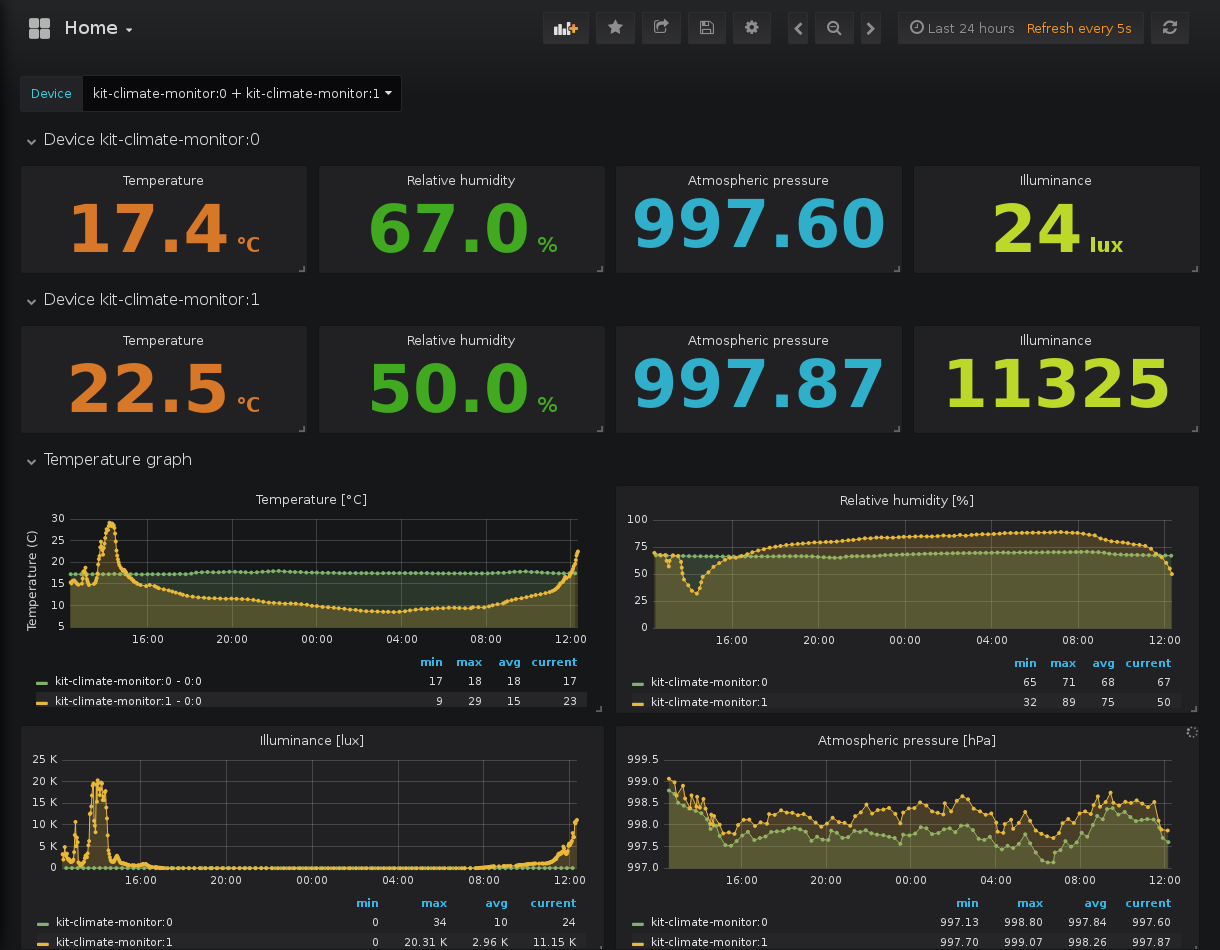 Home
Last 24 hours Refresh every 5s
Device kit-climate-monitor:0 + kit-climate-monitor:1
Device kit-climate-monitor:0
Temperature Relative humidity Atmospheric pressure Illuminance
17.4 °C 67.0 % 997.60 24 lux
Device kit-climate-monitor:1
Temperature Relative humidity Atmospheric pressure Illuminance
22.5 °C 50.0 % 997.87 11325
Temperature graph
Temperature [°C]
Temperature (C)
30
25
20
15
10
5
16:00 20:00 00:00 04:00 08:00 12:00
min max avg current
kit-climate-monitor:0 - 0:0 17 18 18 17
kit-climate-monitor:1 - 0:0 9 29 15 23
Relative humidity [%]
100
75
50
25
0
16:00 20:00 00:00 04:00 08:00 12:00
min max avg current
kit-climate-monitor:0 65 71 68 67
kit-climate-monitor:1 32 89 75 50
Illuminance [lux]
25 K
20 K
15 K
10 K
5 K
0
16:00 20:00 00:00 04:00 08:00 12:00
min max avg current
kit-climate-monitor:0 0 34 10 24
kit-climate-monitor:1 0 20.31 K 2.96 K 11.15 K
Atmospheric pressure [hPa]
999.5
999.0
998.5
998.0
997.5
997.0
16:00 20:00 00:00 04:00 08:00 12:00
min max avg current
kit-climate-monitor:0 997.13 998.80 997.84 997.60
kit-climate-monitor:1 997.70 999.07 998.26 997.87